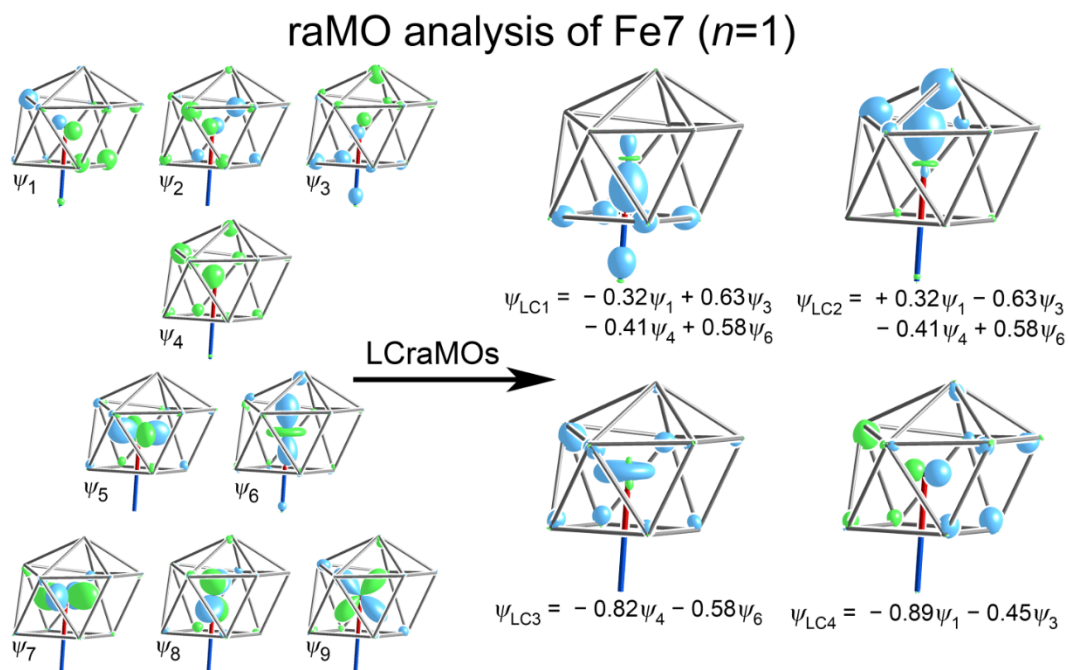 raMO analysis of Fe7 (n=1)
ψ1
ψ2
ψ3
ψ4
ψ5
ψ6
ψ7
ψ8
ψ9
LCraMOs
ψLC1 = − 0.32ψ1 + 0.63ψ3
− 0.41ψ4 + 0.58ψ6
ψLC2 = + 0.32ψ1 − 0.63ψ3
− 0.41ψ4 + 0.58ψ6
ψLC3 = − 0.82ψ4 − 0.58ψ6
ψLC4 = − 0.89ψ1 − 0.45ψ3